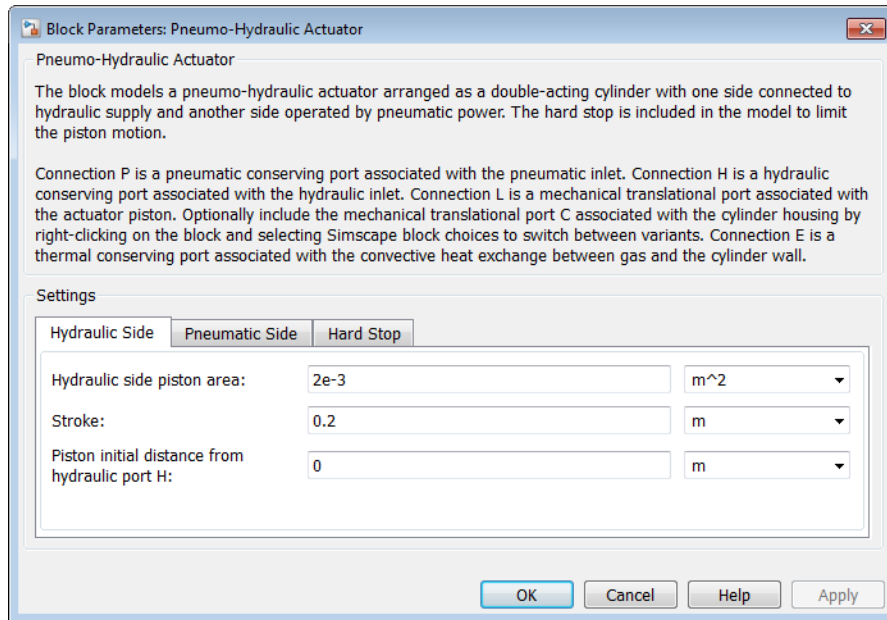 Block Parameters: Pneumo-Hydraulic Actuator
Pneumo-Hydraulic Actuator
The block models a pneumo-hydraulic actuator arranged as a double-acting cylinder with one side connected to
hydraulic supply and another side operated by pneumatic power. The hard stop is included in the model to limit
the piston motion.
Connection P is a pneumatic conserving port associated with the pneumatic inlet. Connection H is a hydraulic
conserving port associated with the hydraulic inlet. Connection L is a mechanical translational port associated with
the actuator piston. Optionally include the mechanical translational port C associated with the cylinder housing by
right-clicking on the block and selecting Simscape block choices to switch between variants. Connection E is a
thermal conserving port associated with the convective heat exchange between gas and the cylinder wall.
Settings
Hydraulic Side Pneumatic Side Hard Stop
Hydraulic side piston area: 2e-3 m^2
Stroke: 0.2 m
Piston initial distance from
hydraulic port H: 0 m
OK Cancel Help Apply